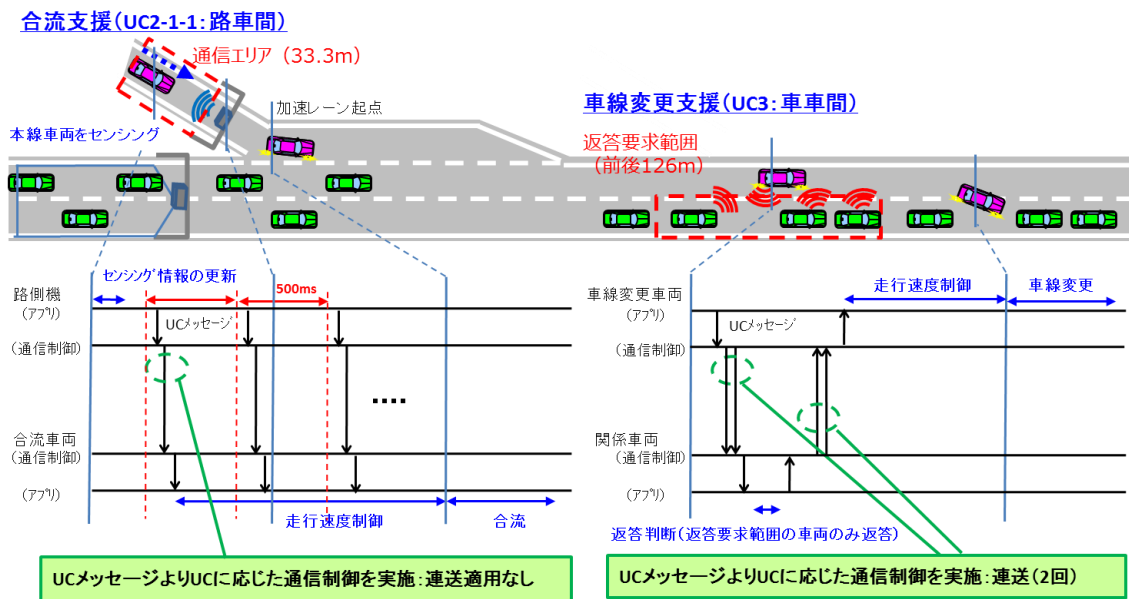 合流支援(UC2-1-1:路車間)
通信エリア (33.3m)
加速レーン起点
本線車両をセンシング
車線変更支援(UC3:車車間)
返答要求範囲
(前後126m)
センシング情報の更新
500ms
路側機
(アプリ)
UCメッセージ
(通信制御)
合流車両
(通信制御)
(アプリ)
走行速度制御
合流
UCメッセージよりUCに応じた通信制御を実施:連送適用なし
走行速度制御
車線変更
車線変更車両
(アプリ)
UCメッセージ
(通信制御)
関係車両
(通信制御)
(アプリ)
返答判断(返答要求範囲の車両のみ返答)
UCメッセージよりUCに応じた通信制御を実施:連送(2回)